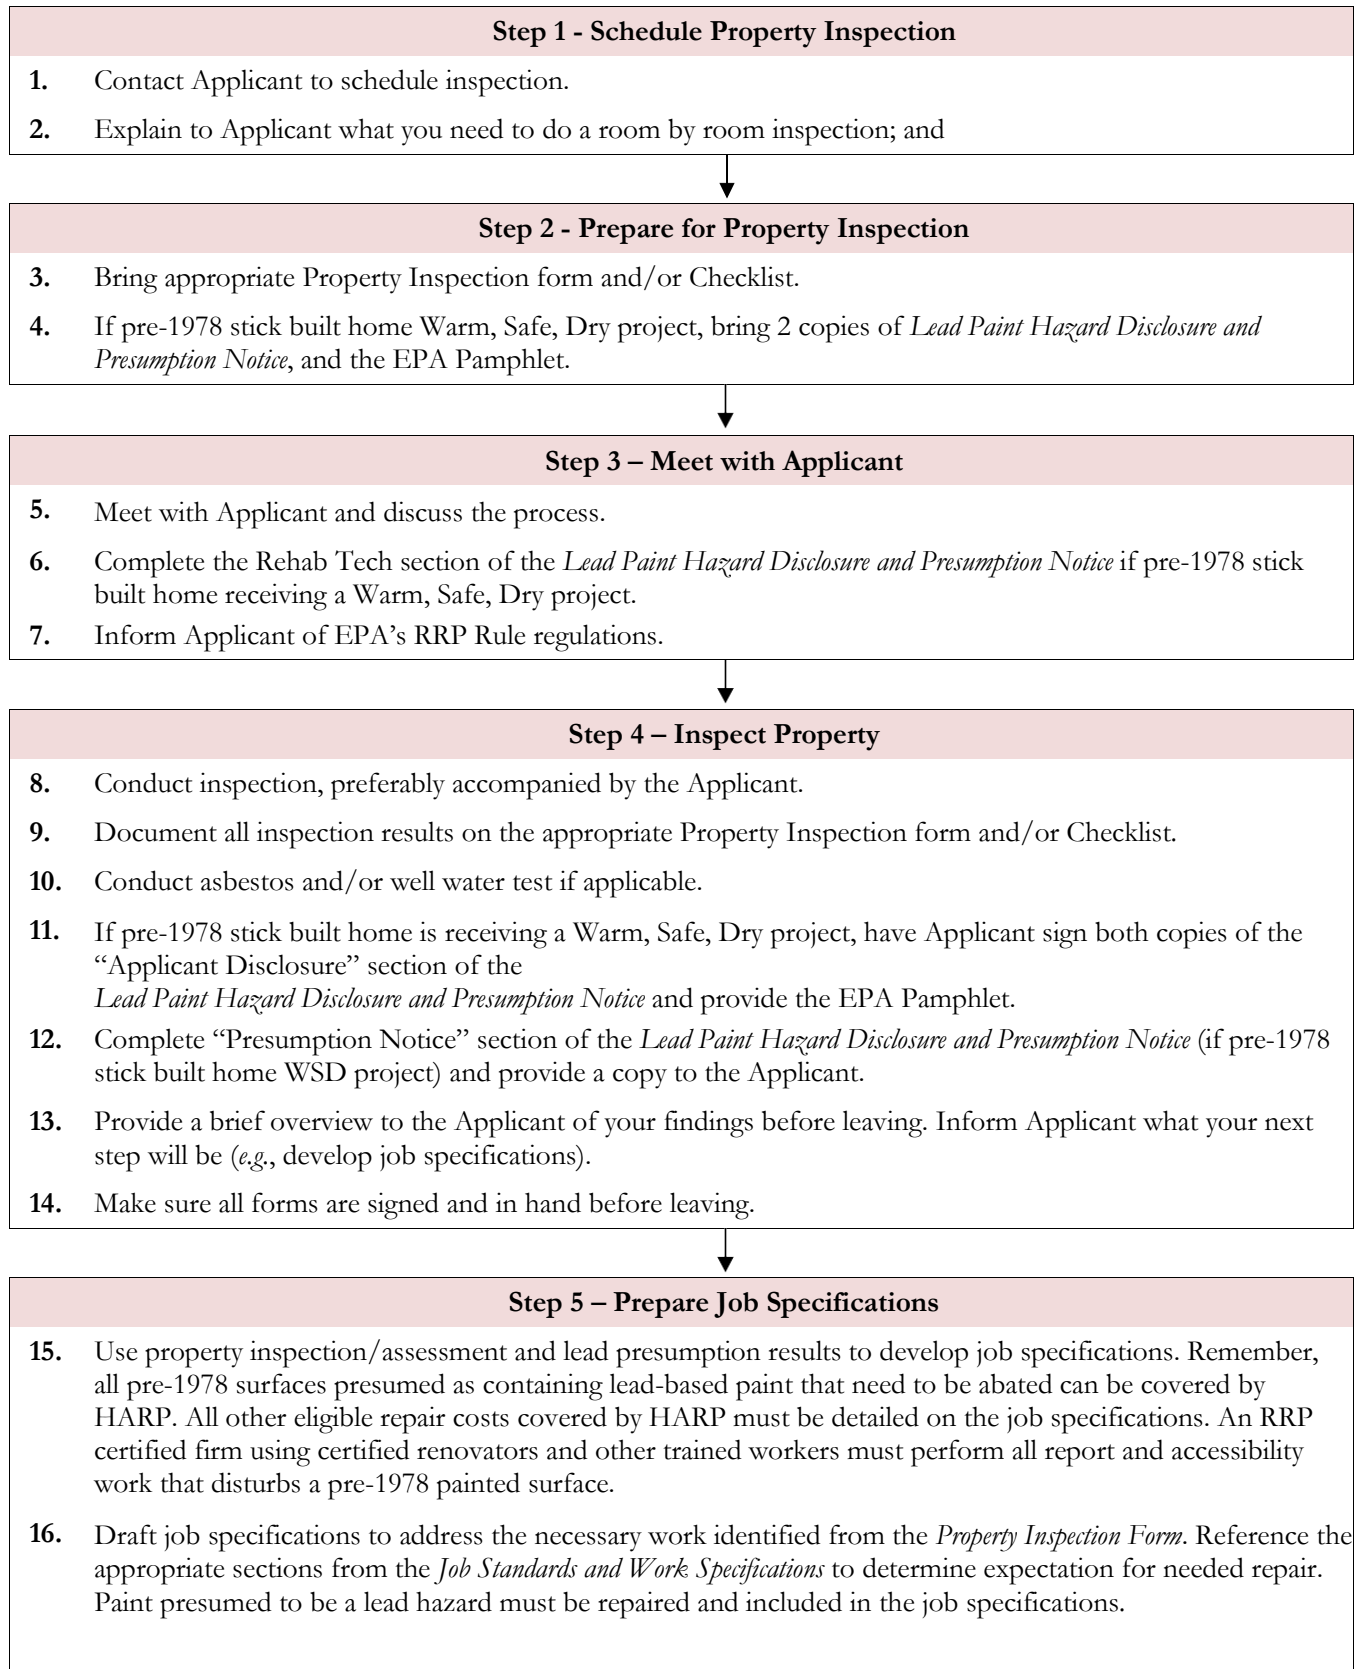 Step 1 - Schedule Property Inspection
1. Contact Applicant to schedule inspection.
2. Explain to Applicant what you need to do a room by room inspection; and
Step 2 - Prepare for Property Inspection
3. Bring appropriate Property Inspection form and/or Checklist.
4. If pre-1978 stick built home Warm, Safe, Dry project, bring 2 copies of Lead Paint Hazard Disclosure and
Presumption Notice, and the EPA Pamphlet.
Step 3 – Meet with Applicant
5. Meet with Applicant and discuss the process.
6. Complete the Rehab Tech section of the Lead Paint Hazard Disclosure and Presumption Notice if pre-1978 stick
built home receiving a Warm, Safe, Dry project.
7. Inform Applicant of EPA’s RRP Rule regulations.
Step 4 – Inspect Property
8. Conduct inspection, preferably accompanied by the Applicant.
9. Document all inspection results on the appropriate Property Inspection form and/or Checklist.
10. Conduct asbestos and/or well water test if applicable.
11. If pre-1978 stick built home is receiving a Warm, Safe, Dry project, have Applicant sign both copies of the
“Applicant Disclosure” section of the
Lead Paint Hazard Disclosure and Presumption Notice and provide the EPA Pamphlet.
12. Complete “Presumption Notice” section of the Lead Paint Hazard Disclosure and Presumption Notice (if pre-1978
stick built home WSD project) and provide a copy to the Applicant.
13. Provide a brief overview to the Applicant of your findings before leaving. Inform Applicant what your next
step will be (e.g., develop job specifications).
14. Make sure all forms are signed and in hand before leaving.
Step 5 – Prepare Job Specifications
15. Use property inspection/assessment and lead presumption results to develop job specifications. Remember,
all pre-1978 surfaces presumed as containing lead-based paint that need to be abated can be covered by
HARP. All other eligible repair costs covered by HARP must be detailed on the job specifications. An RRP
certified firm using certified renovators and other trained workers must perform all report and accessibility
work that disturbs a pre-1978 painted surface.
16. Draft job specifications to address the necessary work identified from the Property Inspection Form. Reference the
appropriate sections from the Job Standards and Work Specifications to determine expectation for needed repair.
Paint presumed to be a lead hazard must be repaired and included in the job specifications.